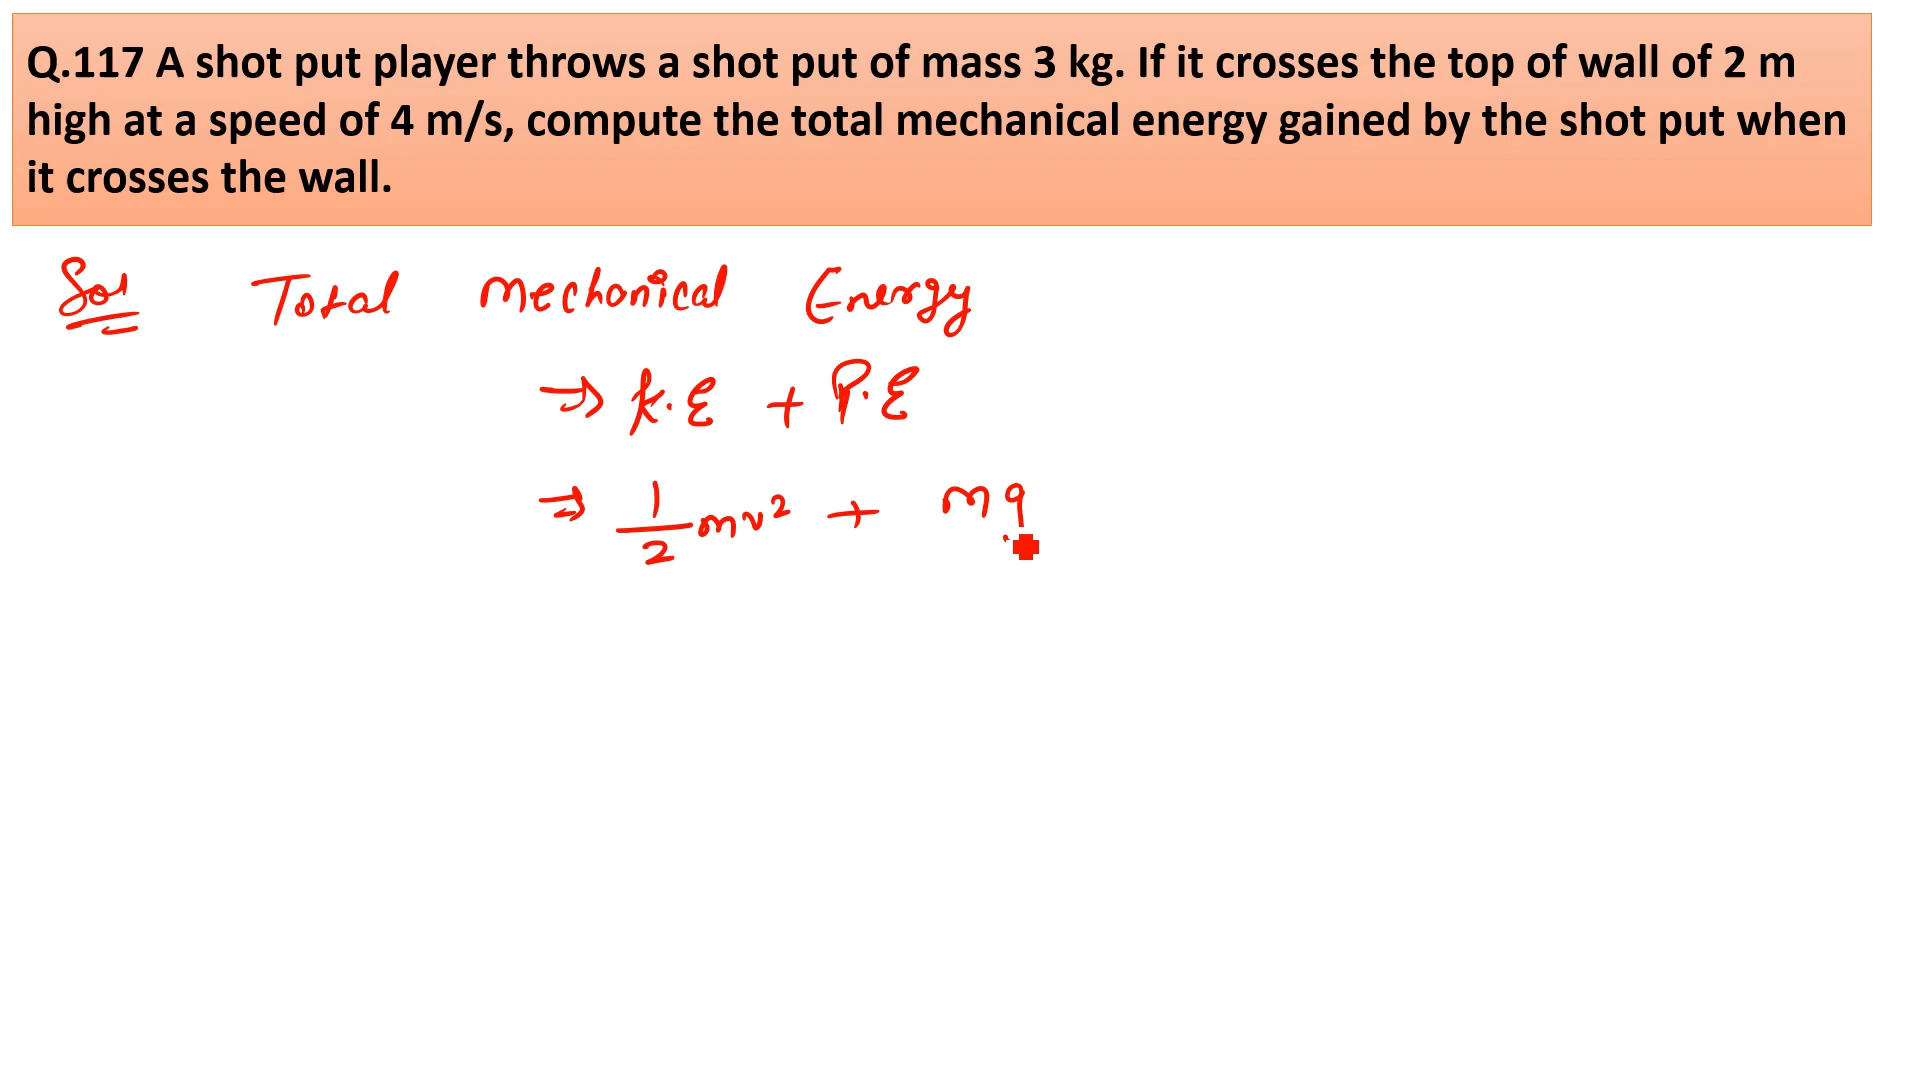 Q.117 A shot put player throws a shot put of mass 3 kg. If it crosses the top of wall of 2 m
high at a speed of 4 m/s, compute the total mechanical energy gained by the shot put when
it crosses the wall.
Sol Total Mechanical Energy
→ K.E + P.E
⇒ 1/2 mv² + mg